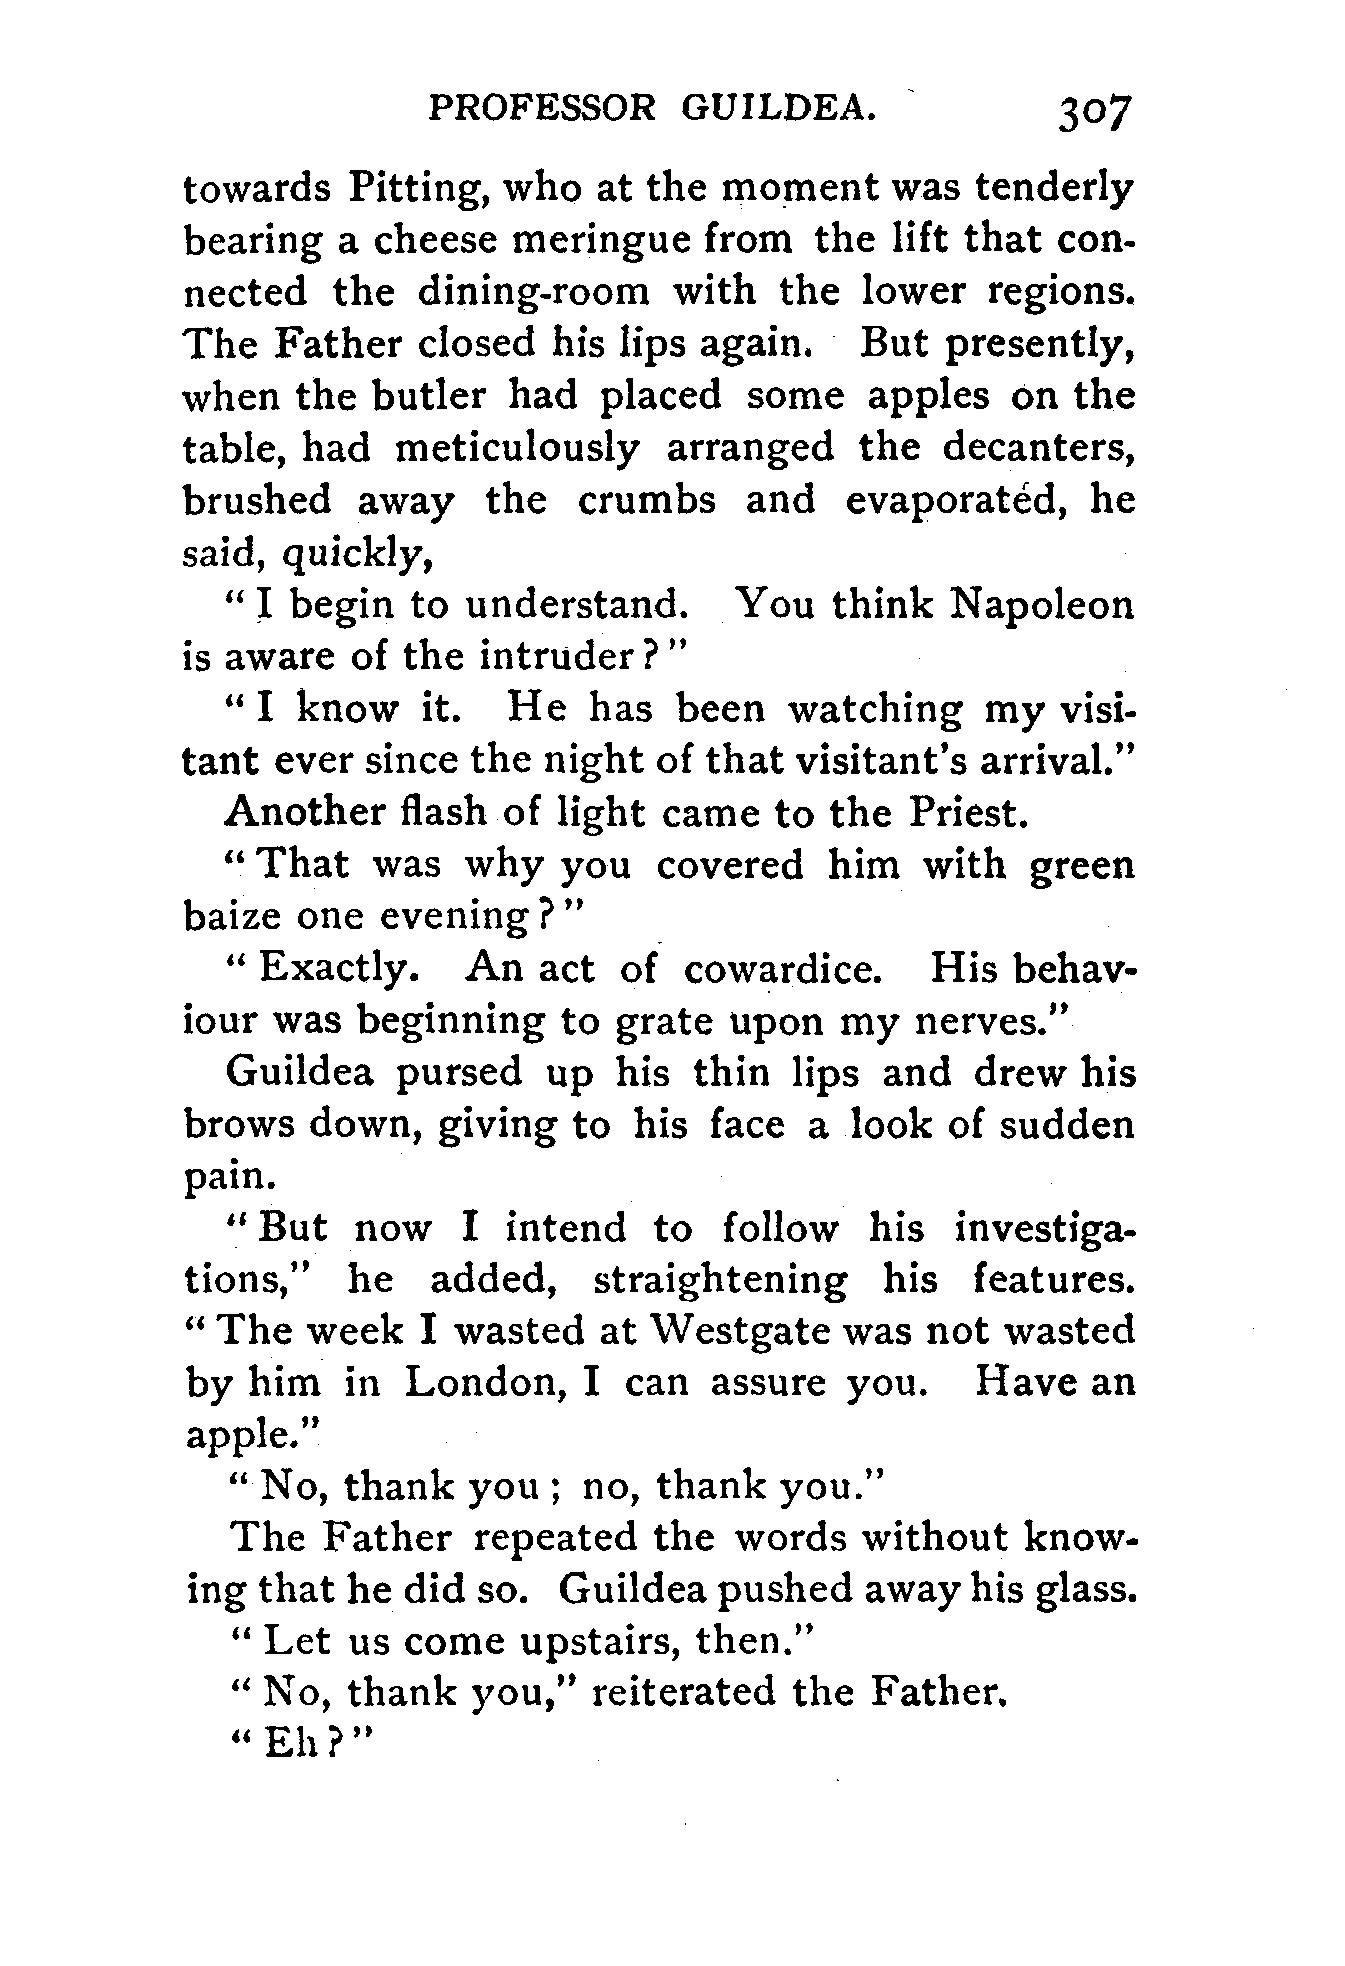 PROFESSOR GUILDEA. 307
towards Pitting, who at the moment was tenderly
bearing a cheese meringue from the lift that con-
nected the dining-room with the lower regions.
The Father closed his lips again. But presently,
when the butler had placed some apples on the
table, had meticulously arranged the decanters,
brushed away the crumbs and evaporated, he
said, quickly,
" I begin to understand. You think Napoleon
is aware of the intruder ? "
" I know it. He has been watching my visi-
tant ever since the night of that visitant's arrival."
Another flash of light came to the Priest.
" That was why you covered him with green
baize one evening ? "
" Exactly. An act of cowardice. His behav-
iour was beginning to grate upon my nerves."
Guildea pursed up his thin lips and drew his
brows down, giving to his face a look of sudden
pain.
" But now I intend to follow his investiga-
tions," he added, straightening his features.
" The week I wasted at Westgate was not wasted
by him in London, I can assure you. Have an
apple."
" No, thank you ; no, thank you."
The Father repeated the words without know-
ing that he did so. Guildea pushed away his glass.
" Let us come upstairs, then."
" No, thank you," reiterated the Father.
" Eh ? "